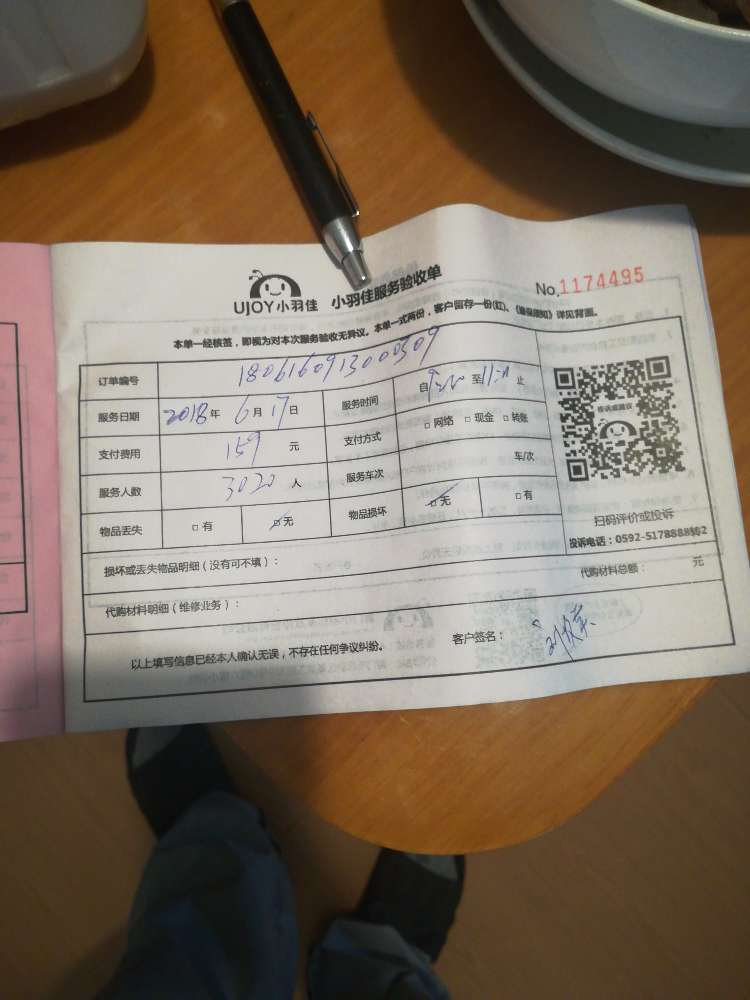 UJOY小羽佳 小羽佳服务验收单 No.1174495
本单一经核签，即视为对本次服务验收无异议。本单一式两份，客户留存一份(红)、《服务须知》详见背面。
订单编号
服务日期 2018年 6月 17日 服务时间 自 至 止
支付费用 159 元 支付方式 □ 网络 □ 现金 □ 转账
服务人数 3020 人 服务车次 车/次
物品丢失 □ 有 □ 无 物品损坏 □ 无 □ 有
扫码评价或投诉
损坏或丢失物品明细（没有可不填）： 投诉电话：0592-5178888
代购材料明细（维修业务）： 代购材料总额： 元
以上填写信息已经本人确认无误，不存在任何争议纠纷。 客户签名：